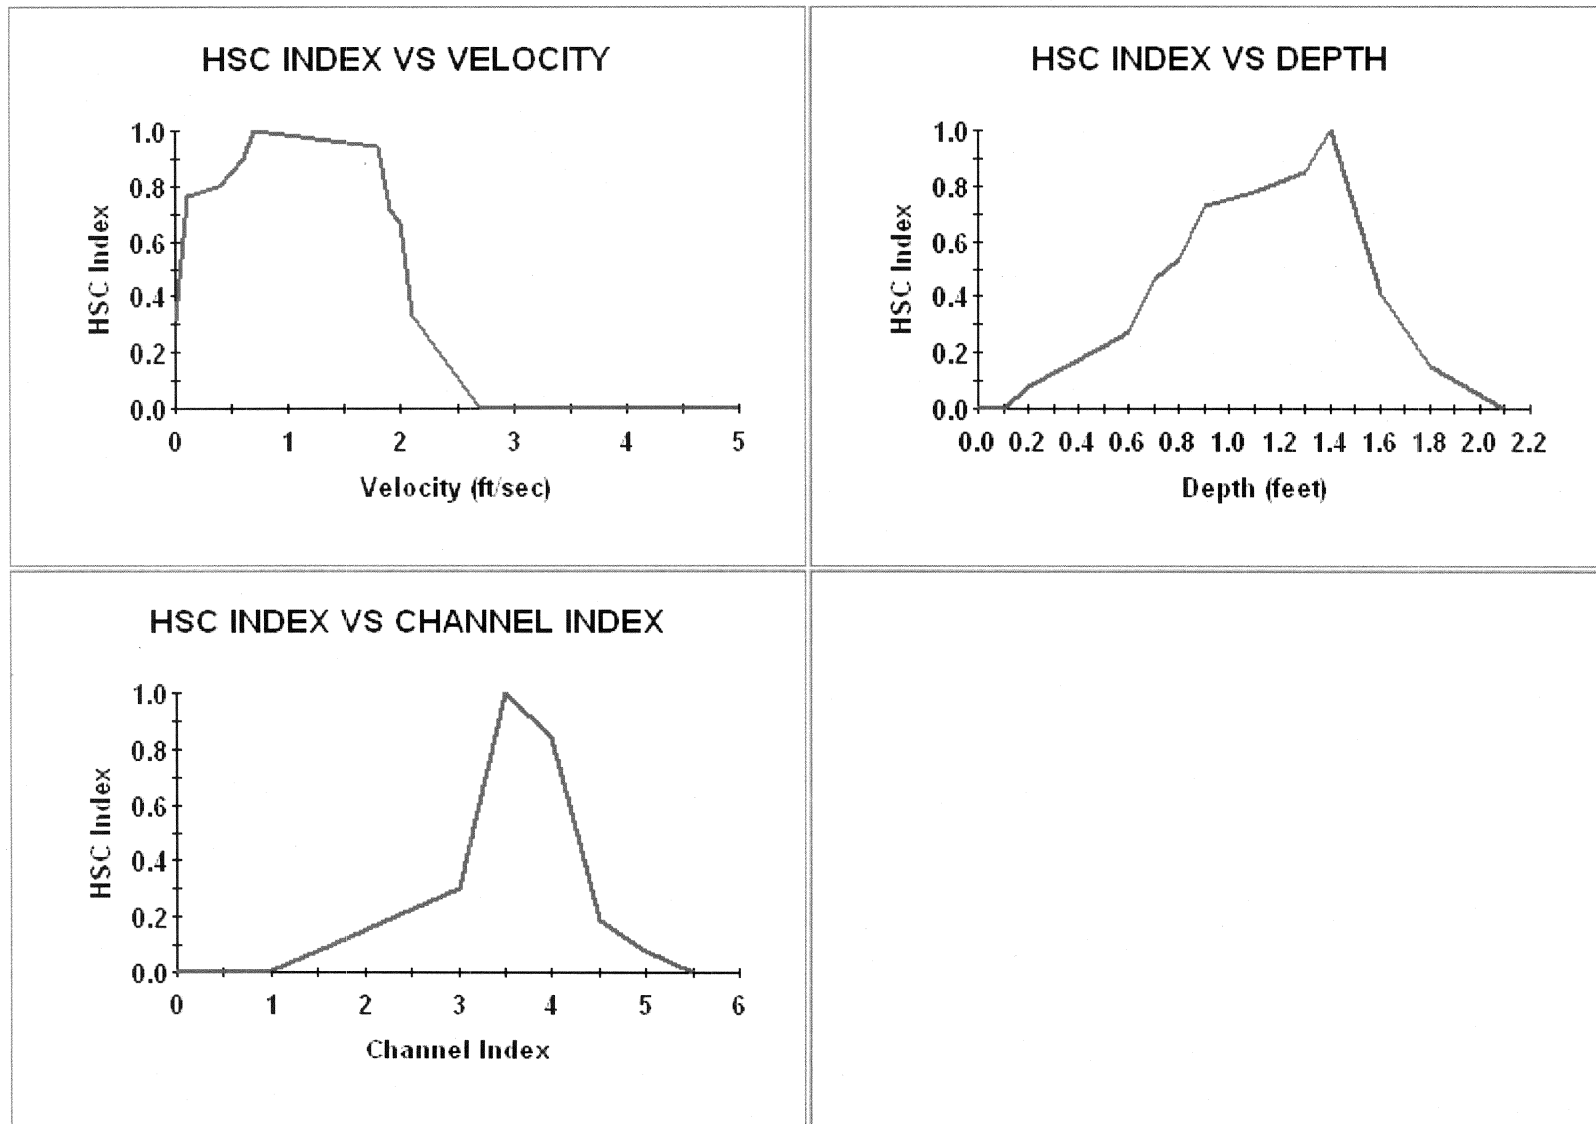 HSC INDEX VS VELOCITY
1.0
0.8
0.6
0.4
0.2
0.0
HSC Index
0 1 2 3 4 5
Velocity (ft/sec)
HSC INDEX VS DEPTH
1.0
0.8
0.6
0.4
0.2
0.0
HSC Index
0.0 0.2 0.4 0.6 0.8 1.0 1.2 1.4 1.6 1.8 2.0 2.2
Depth (feet)
HSC INDEX VS CHANNEL INDEX
1.0
0.8
0.6
0.4
0.2
0.0
HSC Index
0 1 2 3 4 5 6
Channel Index